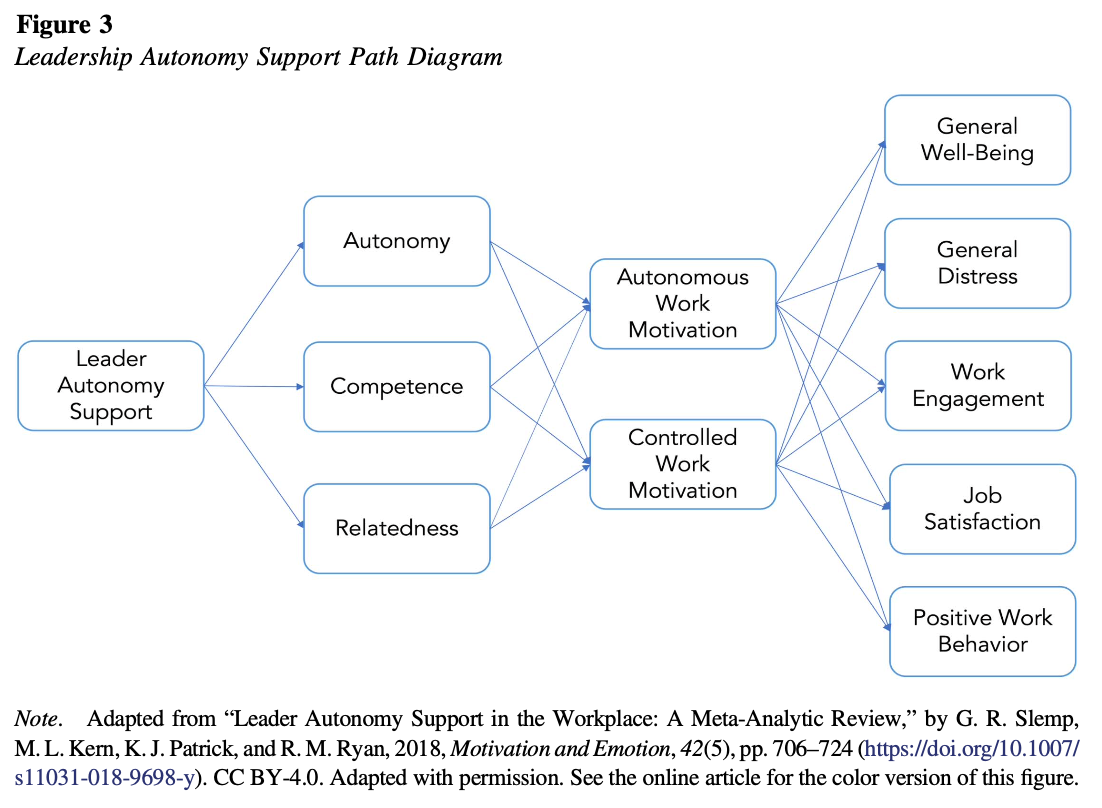 Figure 3
Leadership Autonomy Support Path Diagram
General
Well-Being
Autonomy
General
Distress
Autonomous
Work
Motivation
Leader
Autonomy
Support
Competence
Work
Engagement
Controlled
Work
Motivation
Relatedness
Job
Satisfaction
Positive Work
Behavior
Note. Adapted from “Leader Autonomy Support in the Workplace: A Meta-Analytic Review,” by G. R. Slemp,
M. L. Kern, K. J. Patrick, and R. M. Ryan, 2018, Motivation and Emotion, 42(5), pp. 706–724 (https://doi.org/10.1007/
s11031-018-9698-y). CC BY-4.0. Adapted with permission. See the online article for the color version of this figure.